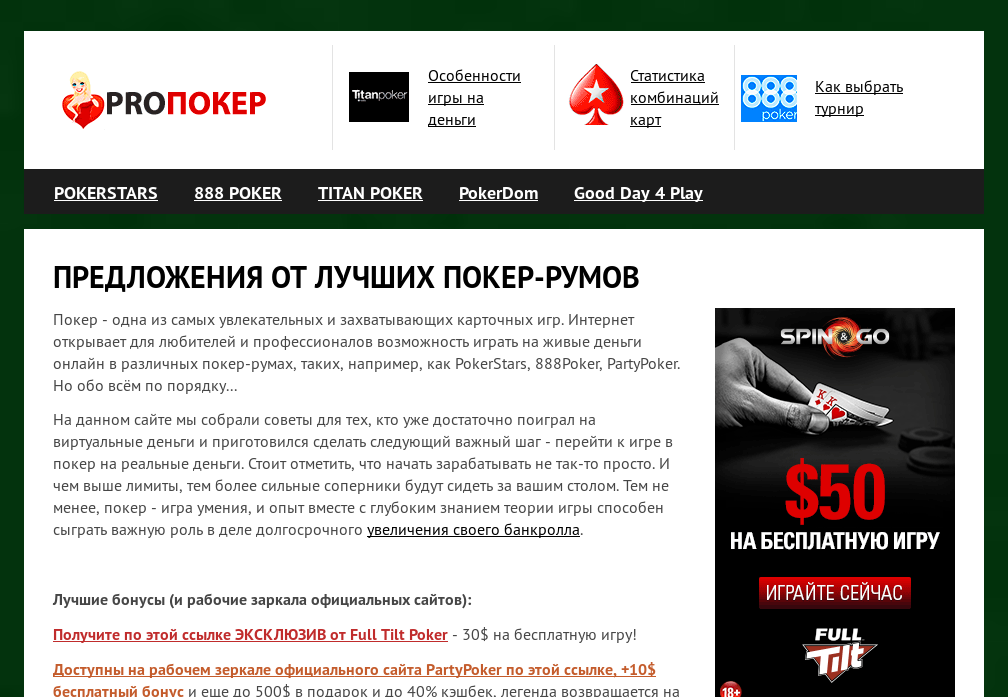 PROПОКЕР
Titanpoker
Особенности
игры на
деньги
Статистика
комбинаций
карт
888
poker
Как выбрать
турнир
POKERSTARS 888 POKER TITAN POKER PokerDom Good Day 4 Play
ПРЕДЛОЖЕНИЯ ОТ ЛУЧШИХ ПОКЕР-РУМОВ
Покер - одна из самых увлекательных и захватывающих карточных игр. Интернет
открывает для любителей и профессионалов возможность играть на живые деньги
онлайн в различных покер-румах, таких, например, как PokerStars, 888Poker, PartyPoker.
Но обо всём по порядку...
На данном сайте мы собрали советы для тех, кто уже достаточно поиграл на
виртуальные деньги и приготовился сделать следующий важный шаг - перейти к игре в
покер на реальные деньги. Стоит отметить, что начать зарабатывать не так-то просто. И
чем выше лимиты, тем более сильные соперники будут сидеть за вашим столом. Тем не
менее, покер - игра умения, и опыт вместе с глубоким знанием теории игры способен
сыграть важную роль в деле долгосрочного увеличения своего банкролла.
Лучшие бонусы (и рабочие заркала официальных сайтов):
Получите по этой ссылке ЭКСКЛЮЗИВ от Full Tilt Poker - 30$ на бесплатную игру!
Доступны на рабочем зеркале официального сайта PartyPoker по этой ссылке, +10$
бесплатный бонус и еще до 500$ в подарок и до 40% кэшбек, легенда возвращается на
SPIN&GO
K K
$50
НА БЕСПЛАТНУЮ ИГРУ
ИГРАЙТЕ СЕЙЧАС
FULL
TILT
18+